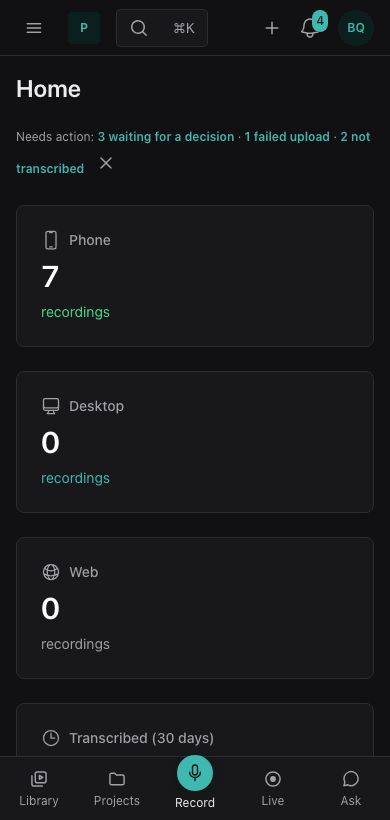 P
⌘K
4
BQ
Home
Needs action: 3 waiting for a decision · 1 failed upload · 2 not
transcribed
Phone
7
recordings
Desktop
0
recordings
Web
0
recordings
Transcribed (30 days)
Library
Projects
Record
Live
Ask